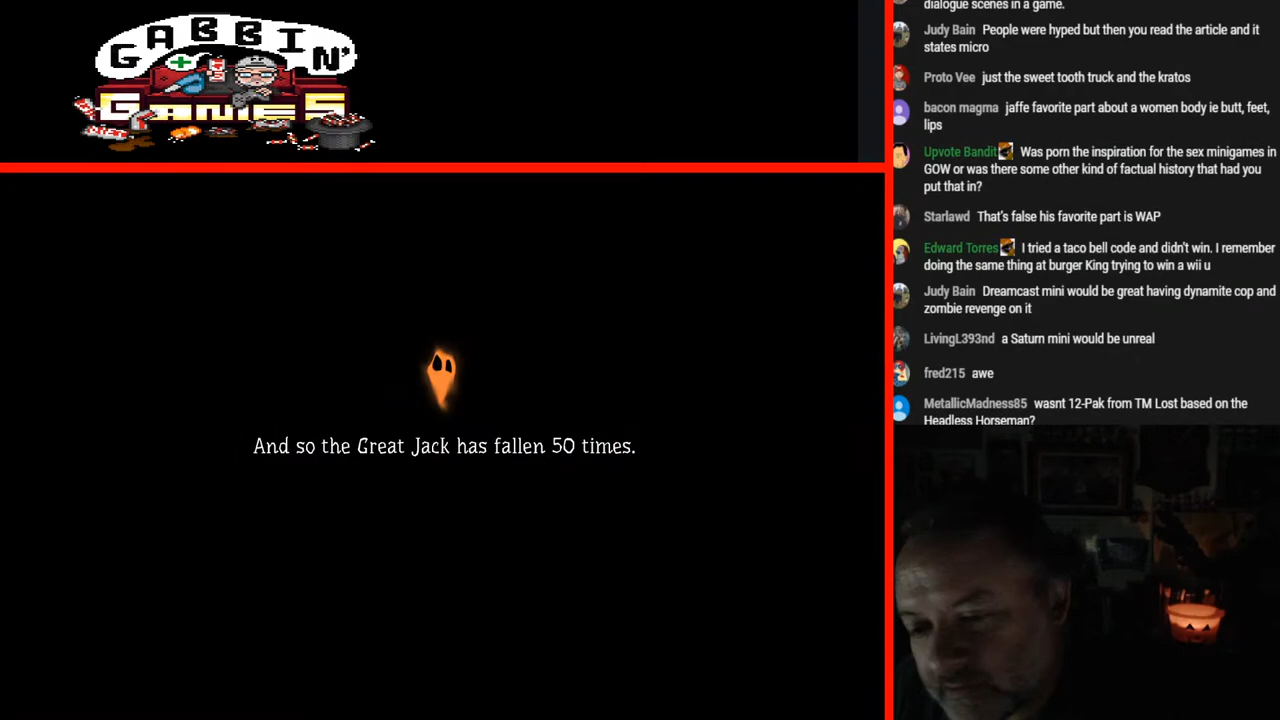 GABBIN'
GAMES
And so the Great Jack has fallen 50 times.
dialogue scenes in a game.
Judy Bain People were hyped but then you read the article and it
states micro
Proto Vee just the sweet tooth truck and the kratos
bacon magma jaffe favorite part about a women body ie butt, feet,
lips
Upvote Bandit Was porn the inspiration for the sex minigames in
GOW or was there some other kind of factual history that had you
put that in?
Starlawd That's false his favorite part is WAP
Edward Torres I tried a taco bell code and didn't win. I remember
doing the same thing at burger King trying to win a wii u
Judy Bain Dreamcast mini would be great having dynamite cop and
zombie revenge on it
LivingL393nd a Saturn mini would be unreal
fred215 awe
MetallicMadness85 wasnt 12-Pak from TM Lost based on the
Headless Horseman?